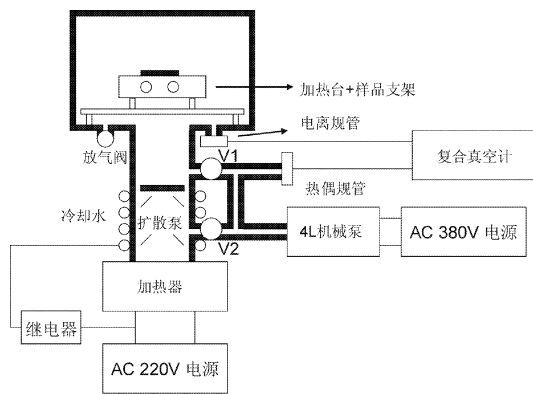 加热台+样品支架
电离规管
放气阀
V1
复合真空计
热偶规管
冷却水
扩散泵
4L机械泵
AC 380V 电源
V2
加热器
继电器
AC 220V 电源